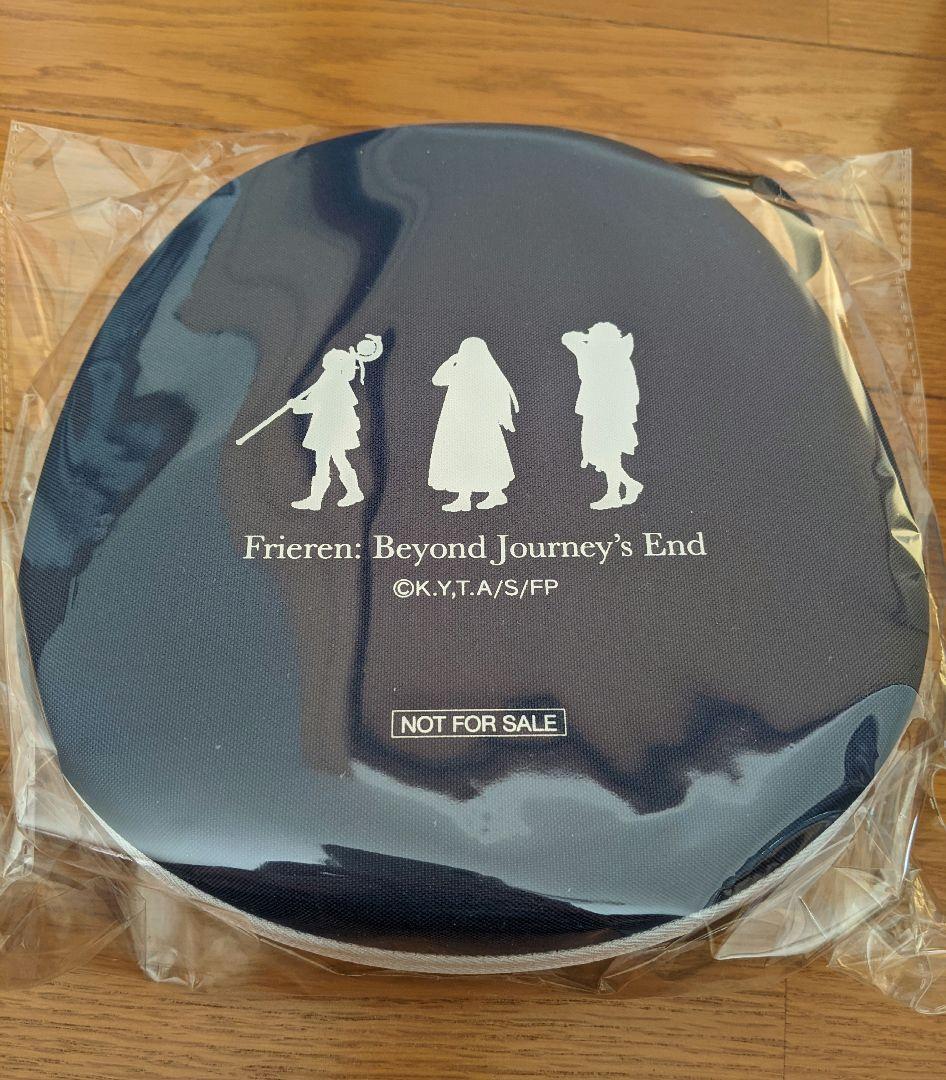 Frieren: Beyond Journey's End
©K.Y,T.A/S/FP
NOT FOR SALE